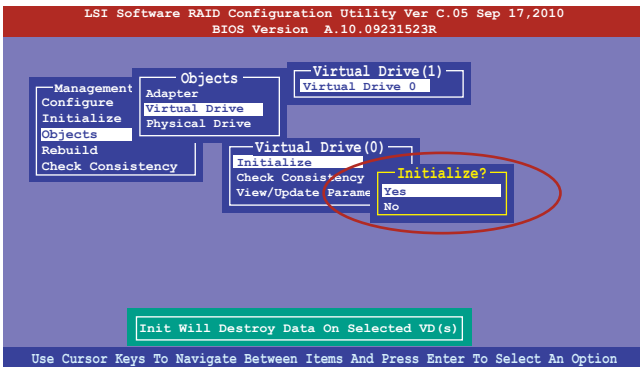 LSI Software RAID Configuration Utility Ver C.05 Sep 17,2010
BIOS Version A.10.09231523R
Management
Configure
Initialize
Objects
Rebuild
Check Consistency
Objects
Adapter
Virtual Drive
Physical Drive
Virtual Drive(1)
Virtual Drive 0
Virtual Drive(0)
Initialize
Check Consistency
View/Update Parame
Initialize?
Yes
No
Init Will Destroy Data On Selected VD(s)
Use Cursor Keys To Navigate Between Items And Press Enter To Select An Option